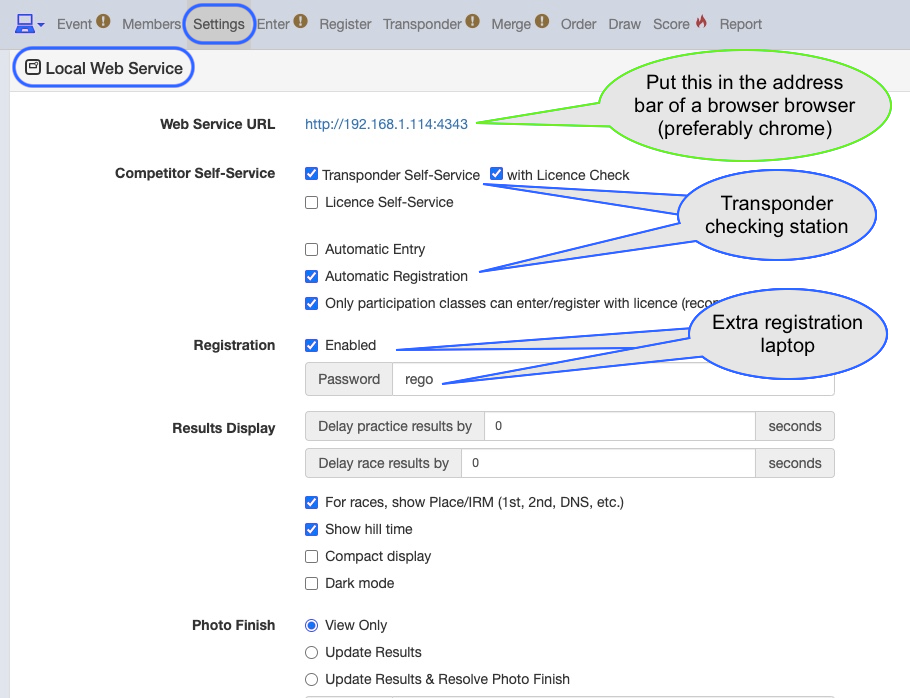 Event Members Settings Enter Register Transponder Merge Order Draw Score Report
Local Web Service
Put this in the address
bar of a browser browser
(preferably chrome)
Web Service URL http://192.168.1.114:4343
Competitor Self-Service Transponder Self-Service with Licence Check
Licence Self-Service
Transponder
checking station
Automatic Entry
Automatic Registration
Only participation classes can enter/register with licence
Extra registration
laptop
Registration Enabled
Password rego
Results Display Delay practice results by 0 seconds
Delay race results by 0 seconds
For races, show Place/IRM (1st, 2nd, DNS, etc.)
Show hill time
Compact display
Dark mode
Photo Finish View Only
Update Results
Update Results & Resolve Photo Finish